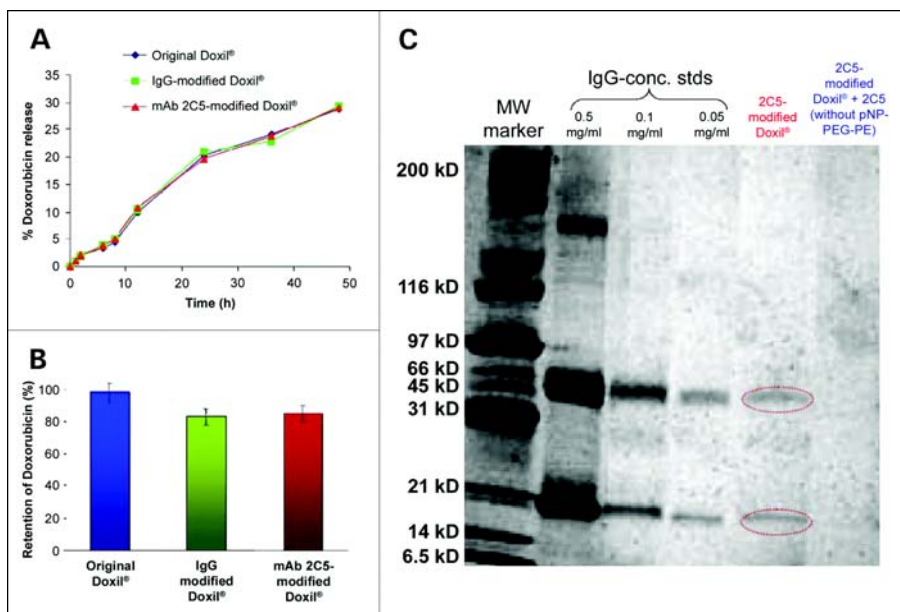 A
Original Doxil®
IgG-modified Doxil®
mAb 2C5-modified Doxil®
% Doxorubicin release
35
30
25
20
15
10
5
0
0
10
20
30
40
50
Time (h)
B
Retention of Doxorubicin (%)
100
80
60
40
20
0
Original
Doxil®
IgG
modified
Doxil®
mAb 2C5-
modified
Doxil®
C
MW
marker
IgG-conc. stds
0.5
mg/ml
0.1
mg/ml
0.05
mg/ml
2C5-
modified
Doxil®
2C5-
modified
Doxil® + 2C5
(without pNP-
PEG-PE)
200 kD
116 kD
97 kD
66 kD
45 kD
31 kD
21 kD
14 kD
6.5 kD